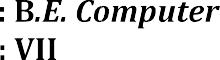 : B.E. Computer
: VII